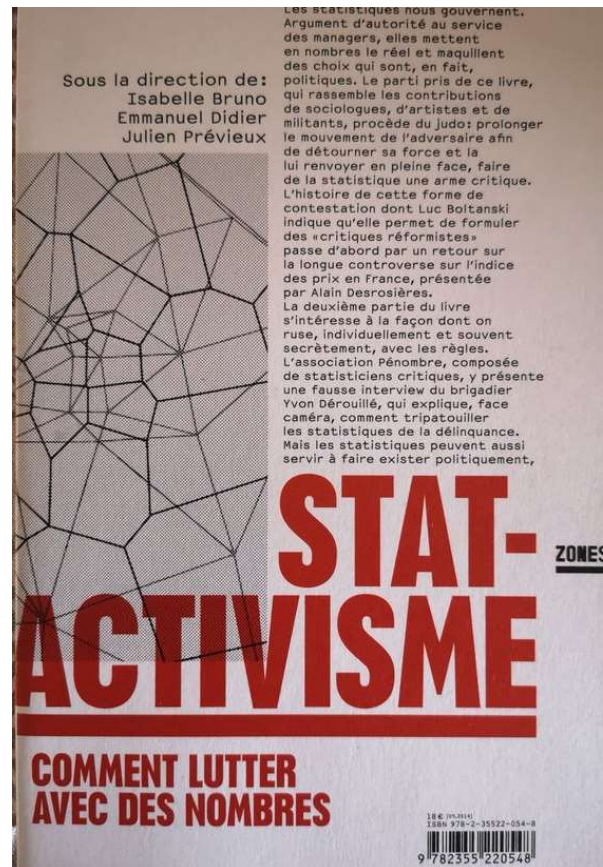 Les statistiques nous gouvernent.
Argument d'autorité au service
des managers, elles mettent
en nombres le réel et maquillent
des choix qui sont, en fait,
politiques. Le parti pris de ce livre,
qui rassemble les contributions
de sociologues, d'artistes et de
militants, procède du judo: prolonger
le mouvement de l'adversaire afin
de détourner sa force et la
lui renvoyer en pleine face, faire
de la statistique une arme critique.
L'histoire de cette forme de
contestation dont Luc Boltanski
indique qu'elle permet de formuler
des «critiques réformistes»
passe d'abord par un retour sur
la longue controverse sur l'indice
des prix en France, présentée
par Alain Desrosières.
La deuxième partie du livre
s'intéresse à la façon dont on
ruse, individuellement et souvent
secrètement, avec les règles.
L'association Pénombre, composée
de statisticiens critiques, y présente
une fausse interview du brigadier
Yvon Dérouillé, qui explique, face
caméra, comment tripatouiller
les statistiques de la délinquance.
Mais les statistiques peuvent aussi
servir à faire exister politiquement,
Sous la direction de:
Isabelle Bruno
Emmanuel Didier
Julien Prévieux
STAT-
ACTIVISME
ZONES
COMMENT LUTTER
AVEC DES NOMBRES
18 € [05.2014]
ISBN 978-2-35522-054-8
9 782355 220548